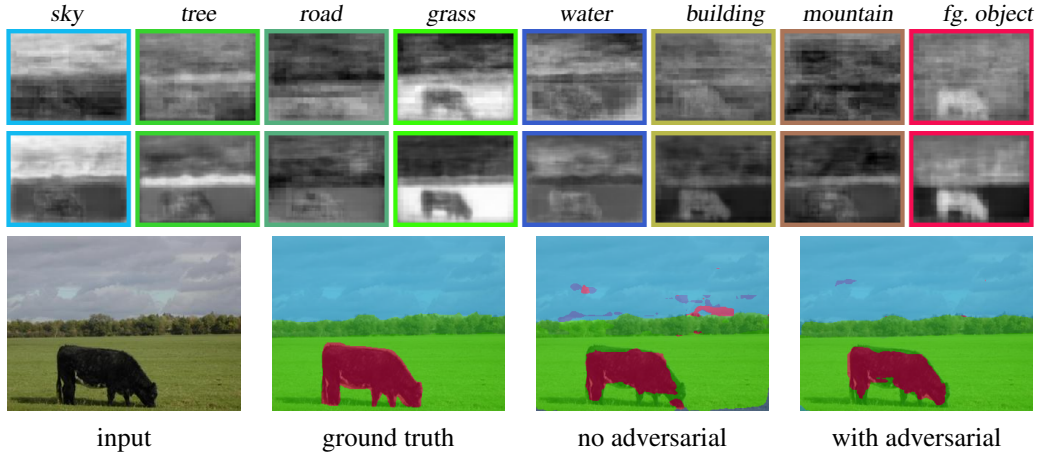 sky tree road grass water building mountain fg. object
input ground truth no adversarial with adversarial